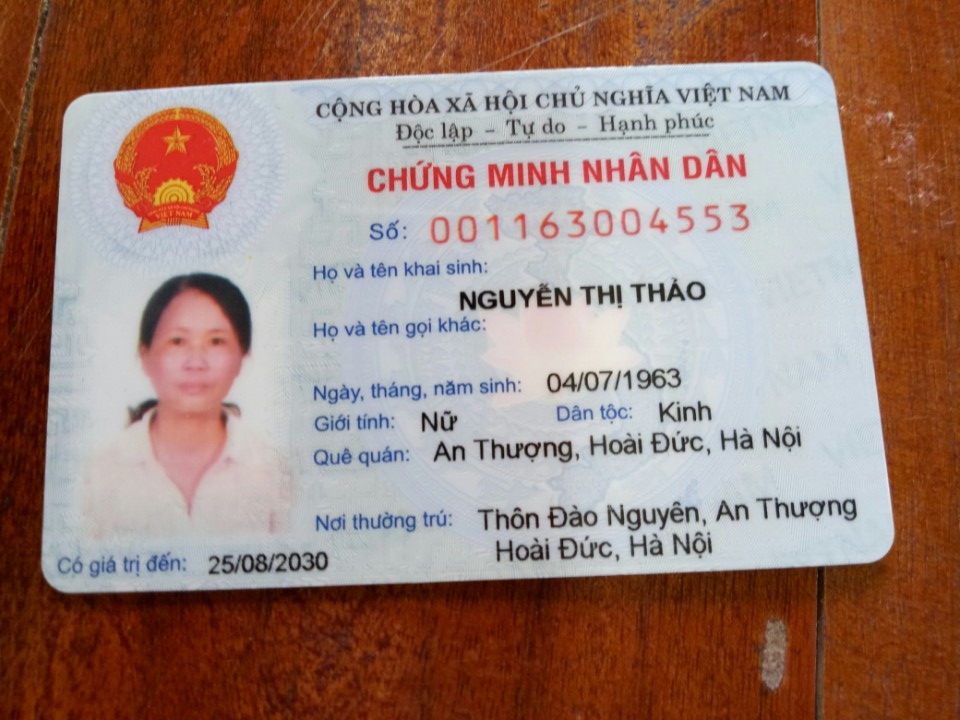 CỘNG HÒA XÃ HỘI CHỦ NGHĨA VIỆT NAM
Độc lập - Tự do - Hạnh phúc
CHỨNG MINH NHÂN DÂN
Số: 001163004553
Họ và tên khai sinh:
NGUYỄN THỊ THẢO
Họ và tên gọi khác:
Ngày, tháng, năm sinh: 04/07/1963
Giới tính: Nữ Dân tộc: Kinh
Quê quán: An Thượng, Hoài Đức, Hà Nội
Nơi thường trú: Thôn Đào Nguyên, An Thượng
Hoài Đức, Hà Nội
Có giá trị đến: 25/08/2030